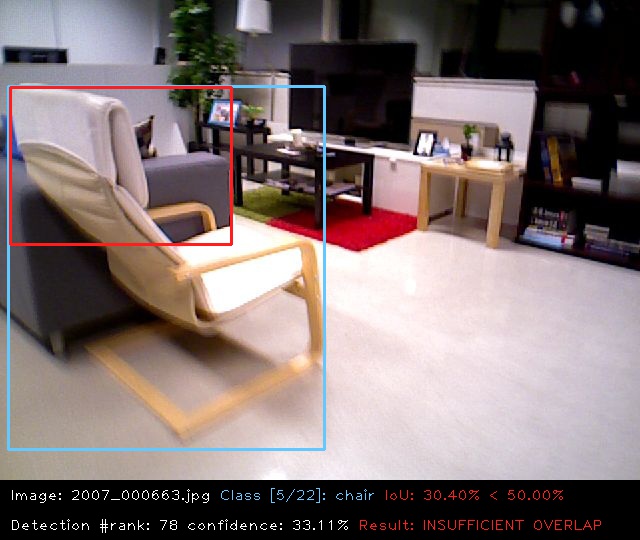 Image: 2007_000663.jpg Class [5/22]: chair IoU: 30.40% < 50.00%
Detection #rank: 78 confidence: 33.11% Result: INSUFFICIENT OVERLAP